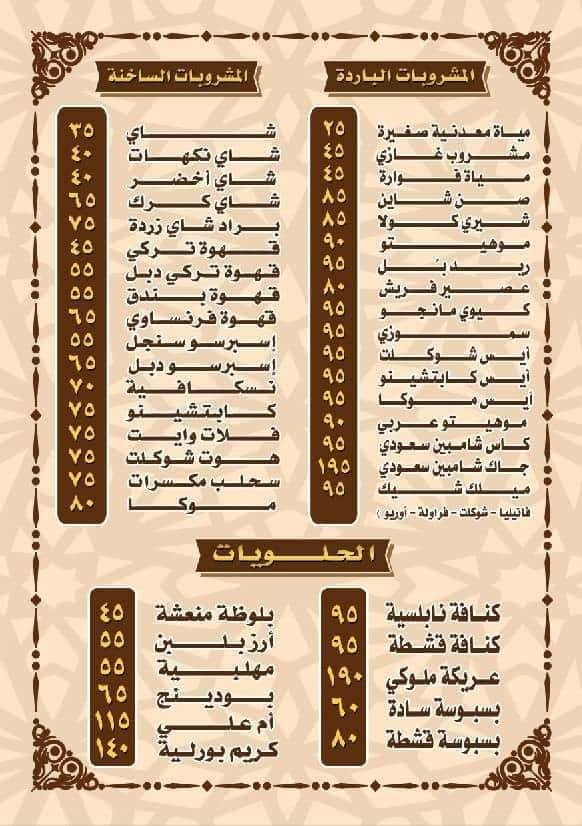 المشروبات الباردة
مياة معدنية صغيرة ٢٥
مشروب غازي ٤٥
مياة فوارة ٤٥
صن شاين ٨٥
شيري كولا ٨٥
موهيتو ٩٠
ريد بُل ٩٥
عصير فريش ٨٠
كيوي مانجو ٩٥
سموزي ٩٥
أيس شوكلت ٩٥
أيس كابتشينو ٩٥
أيس موكا ٩٥
موهيتو عربي ٩٠
كاس شامبين سعودي ٩٥
جاك شامبين سعودي ١٩٥
ميلك شيك ٩٥
فانيليا - شوكلت - فراولة - أوريو )
المشروبات الساخنة
شاي ٣٥
شاي نكهات ٤٠
شاي أخضر ٤٠
شاي كرك ٦٥
براد شاي زردة ٧٥
قهوة تركي ٤٥
قهوة تركي دبل ٥٥
قهوة بندق ٥٥
قهوة فرنساوي ٦٥
إسبرسو سنجل ٥٥
إسبرسو دبل ٦٥
نسكافية ٧٠
كابتشينو ٧٥
فلات وايت ٧٥
هوت شوكلت ٧٥
سحلب مكسرات ٧٥
موكا ٨٠
الحلويات
كنافة نابلسية ٩٥
كنافة قشطة ٩٥
عريكة ملوكي ١٩٠
بسبوسة سادة ٦٠
بسبوسة قشطة ٨٠
بلوظة منعشة ٤٥
أرز بلبن ٥٥
مهلبية ٥٥
بودينج ٦٥
أم علي ١١٥
كريم بورلية ١٤٠